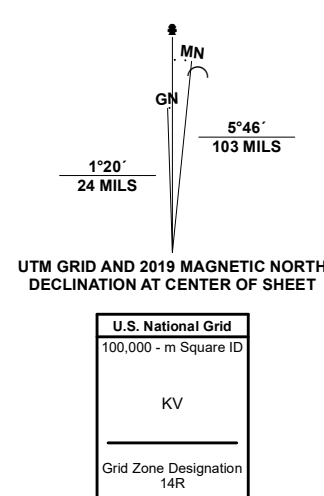 MN
GN
5°46´
103 MILS
1°20´
24 MILS
UTM GRID AND 2019 MAGNETIC NORTH
DECLINATION AT CENTER OF SHEET
U.S. National Grid
100,000 - m Square ID
KV
Grid Zone Designation
14R